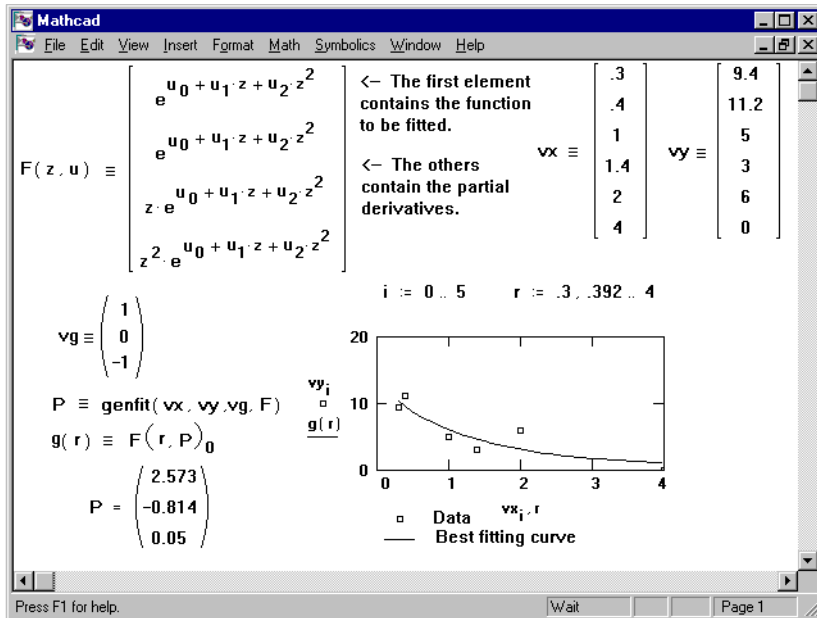 Mathcad
File Edit View Insert Format Math Symbolics Window Help
F( z , u ) ≡
e^(u₀ + u₁·z + u₂·z²)
e^(u₀ + u₁·z + u₂·z²)
z·e^(u₀ + u₁·z + u₂·z²)
z²·e^(u₀ + u₁·z + u₂·z²)
<– The first element
contains the function
to be fitted.
<– The others
contain the partial
derivatives.
vx ≡
.3
.4
1
1.4
2
4
vy ≡
9.4
11.2
5
3
6
0
i := 0 .. 5 r := .3 , .392 .. 4
vg ≡
1
0
-1
P ≡ genfit( vx , vy ,vg, F )
g( r ) ≡ F( r, P )₀
P =
2.573
-0.814
0.05
vyᵢ
g( r )
20
10
0
0 1 2 3 4
vxᵢ , r
Data
Best fitting curve
Press F1 for help. Wait Page 1